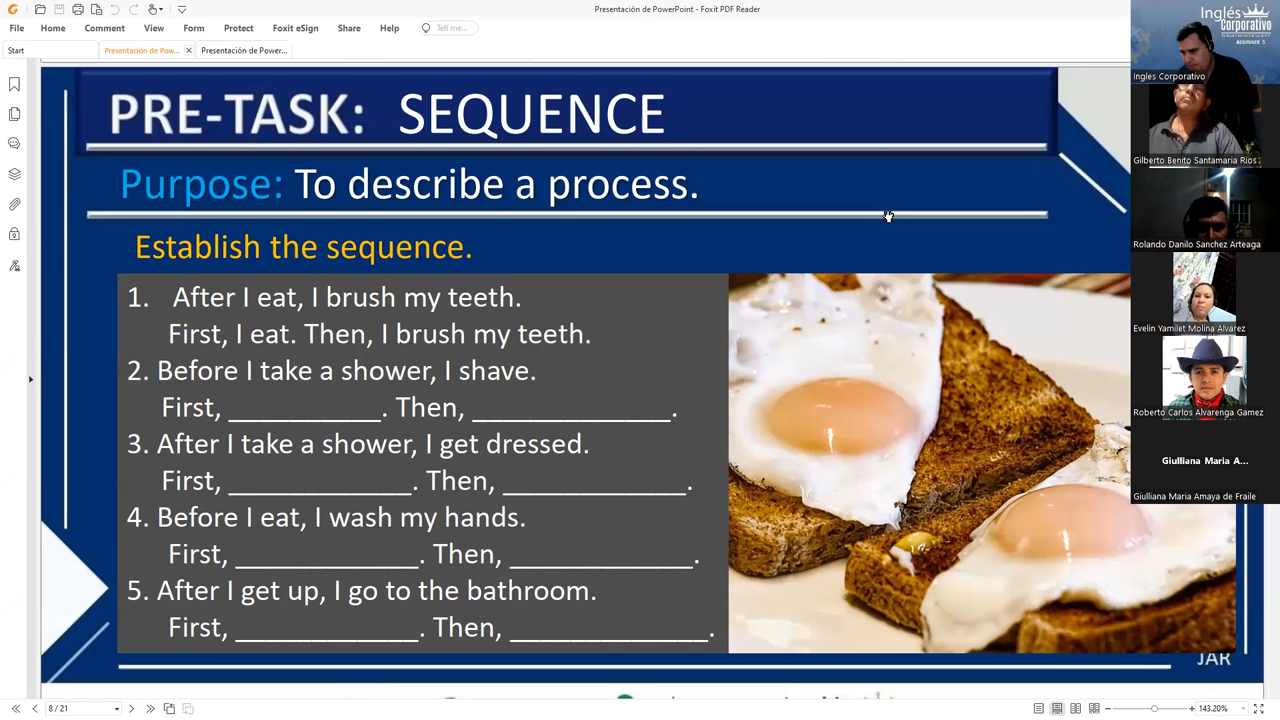 Presentación de PowerPoint - Foxit PDF Reader
File Home Comment View Form Protect Foxit eSign Share Help Tell me...
Start Presentación de Pow... Presentación de Power...
PRE-TASK: SEQUENCE
Purpose: To describe a process.
Establish the sequence.
1. After I eat, I brush my teeth.
First, I eat. Then, I brush my teeth.
2. Before I take a shower, I shave.
First, ___________. Then, ______________.
3. After I take a shower, I get dressed.
First, _____________. Then, _____________.
4. Before I eat, I wash my hands.
First, _____________. Then, _____________.
5. After I get up, I go to the bathroom.
First, _____________. Then, ______________.
JAR
Inglés
Corporativo
BEGINNER 5
Ingles Corporativo
Gilberto Benito Santamaria Rios
Rolando Danilo Sanchez Arteaga
Evelin Yamilet Molina Alvarez
Roberto Carlos Alvarenga Gamez
Giulliana Maria A...
Giulliana Maria Amaya de Fraile
8 / 21
143.20%